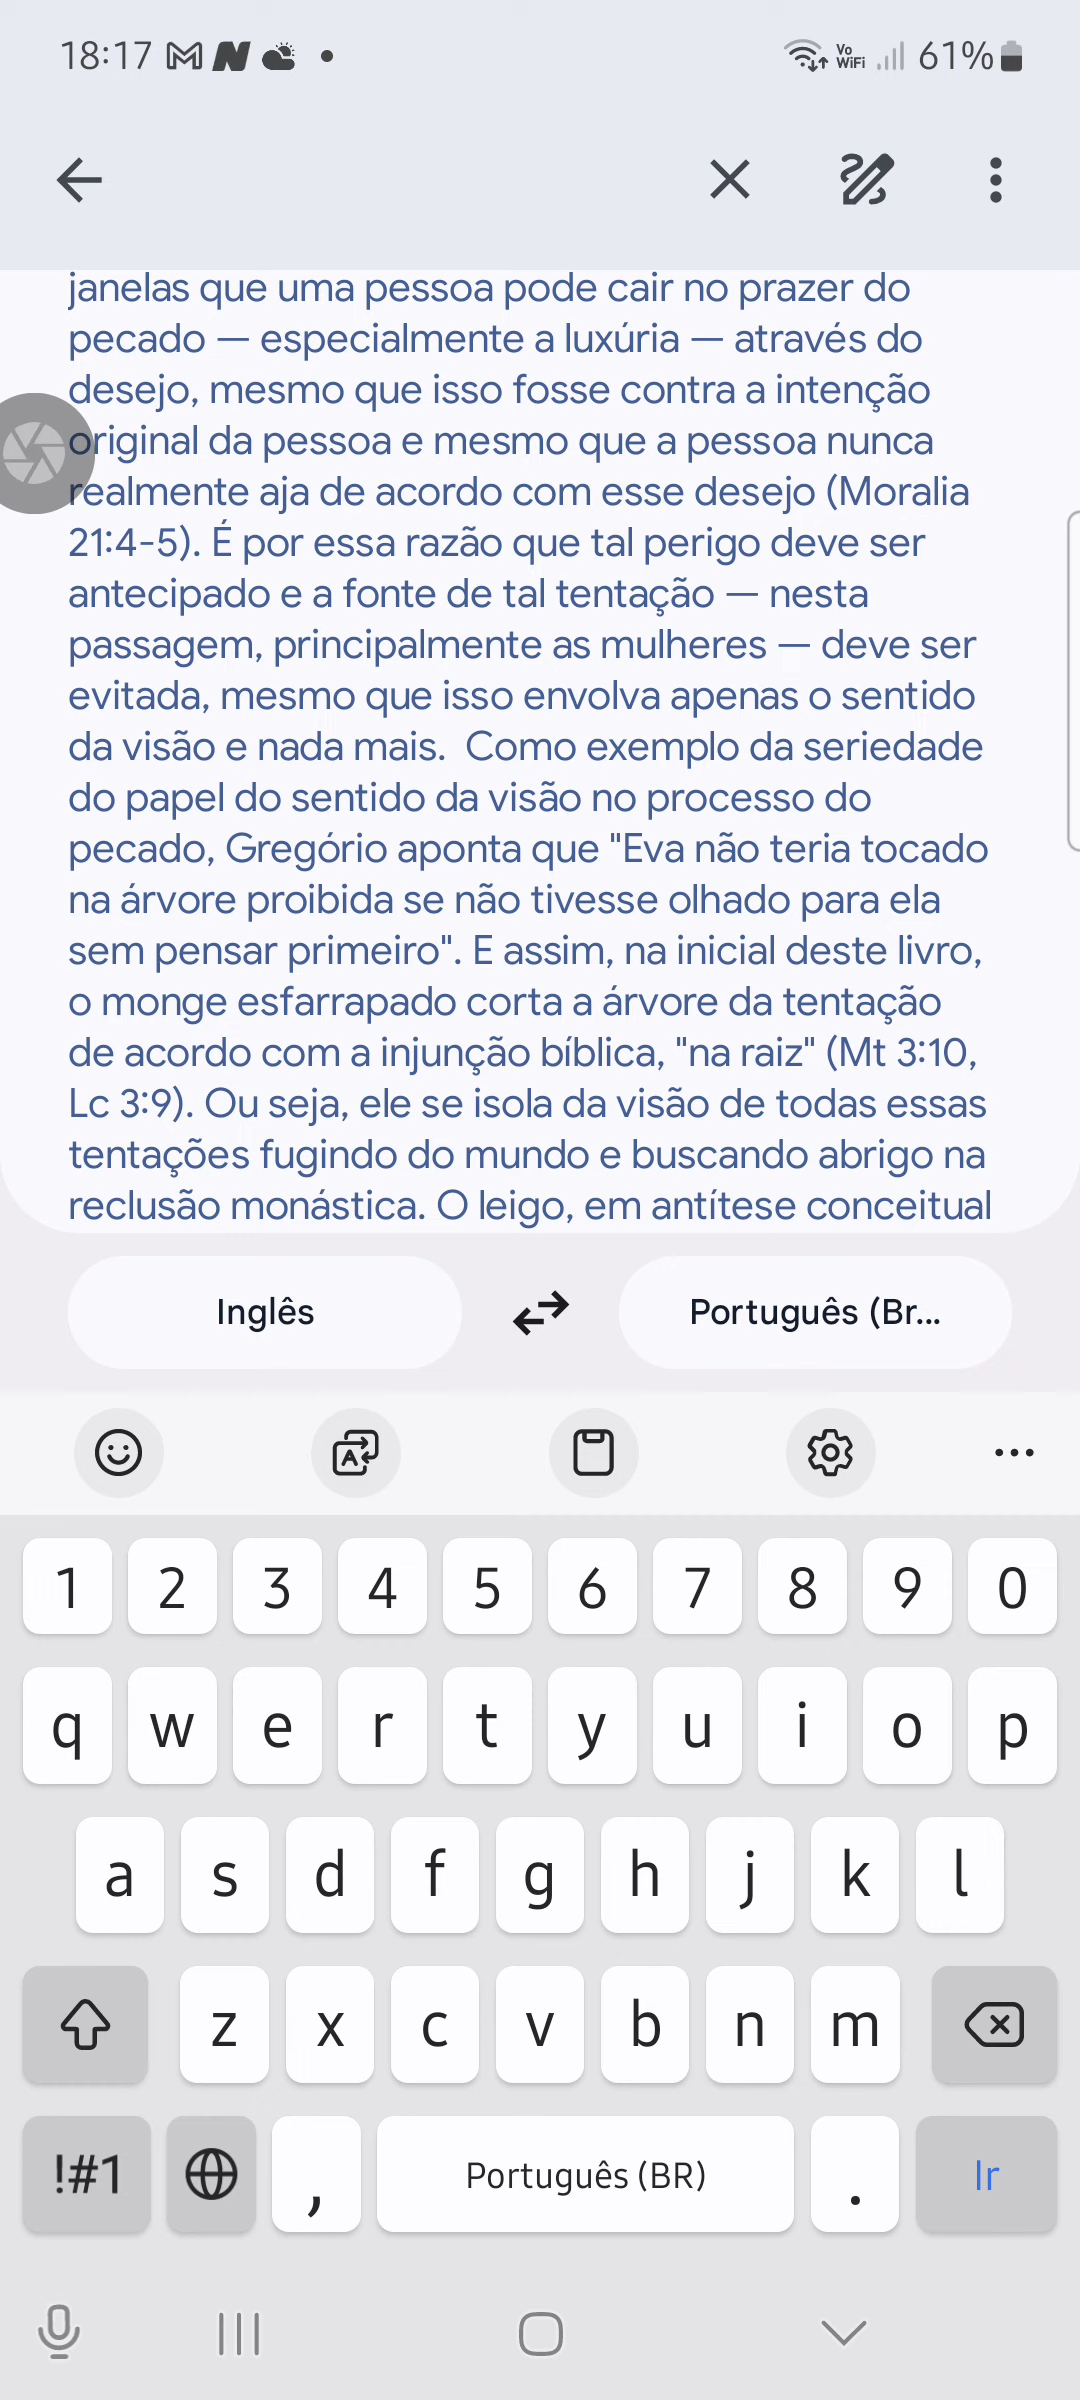 18:17
Vo
WiFi
61%
janelas que uma pessoa pode cair no prazer do
pecado — especialmente a luxúria — através do
desejo, mesmo que isso fosse contra a intenção
original da pessoa e mesmo que a pessoa nunca
realmente aja de acordo com esse desejo (Moralia
21:4-5). É por essa razão que tal perigo deve ser
antecipado e a fonte de tal tentação — nesta
passagem, principalmente as mulheres — deve ser
evitada, mesmo que isso envolva apenas o sentido
da visão e nada mais.  Como exemplo da seriedade
do papel do sentido da visão no processo do
pecado, Gregório aponta que "Eva não teria tocado
na árvore proibida se não tivesse olhado para ela
sem pensar primeiro". E assim, na inicial deste livro,
o monge esfarrapado corta a árvore da tentação
de acordo com a injunção bíblica, "na raiz" (Mt 3:10,
Lc 3:9). Ou seja, ele se isola da visão de todas essas
tentações fugindo do mundo e buscando abrigo na
reclusão monástica. O leigo, em antítese conceitual
Inglês
Português (Br...
1 2 3 4 5 6 7 8 9 0
q w e r t y u i o p
a s d f g h j k l
z x c v b n m
!#1 , Português (BR) . Ir